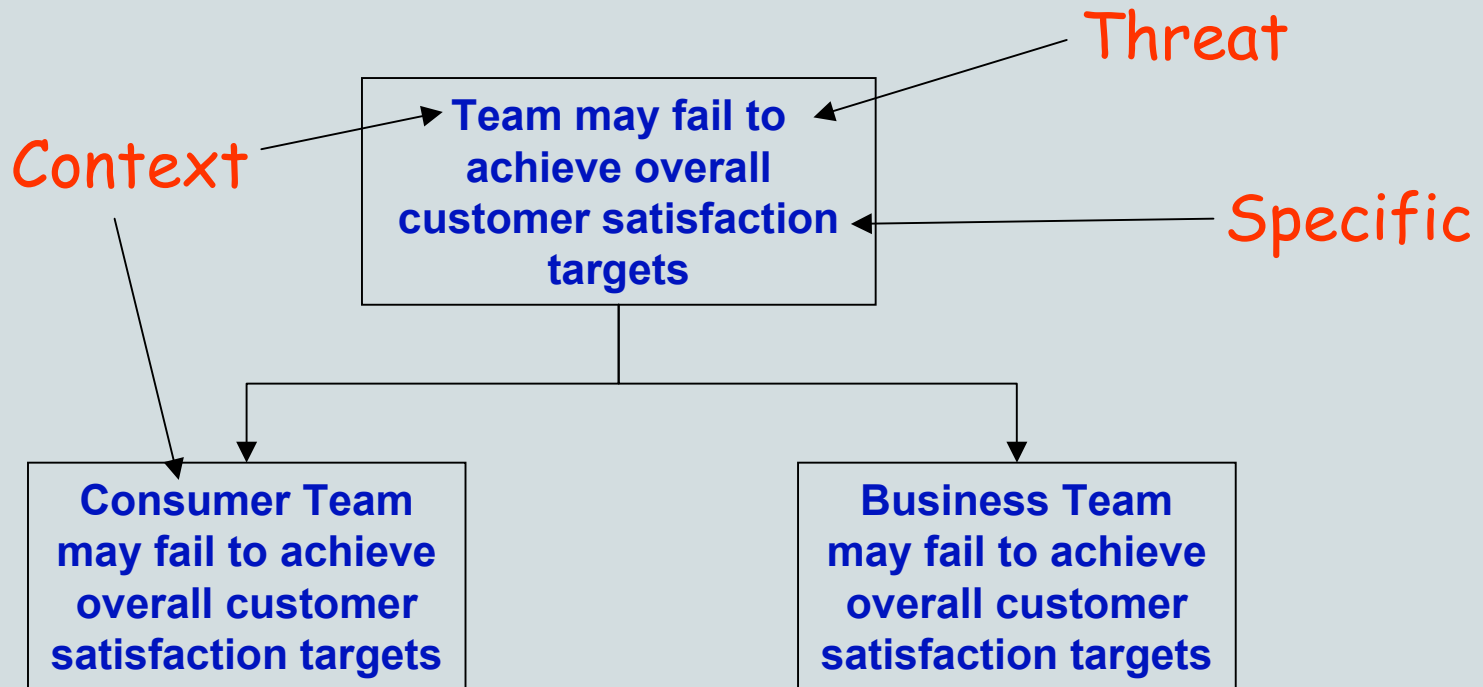 Threat
Context
Team may fail to
achieve overall
customer satisfaction
targets
Specific
Consumer Team
may fail to achieve
overall customer
satisfaction targets
Business Team
may fail to achieve
overall customer
satisfaction targets